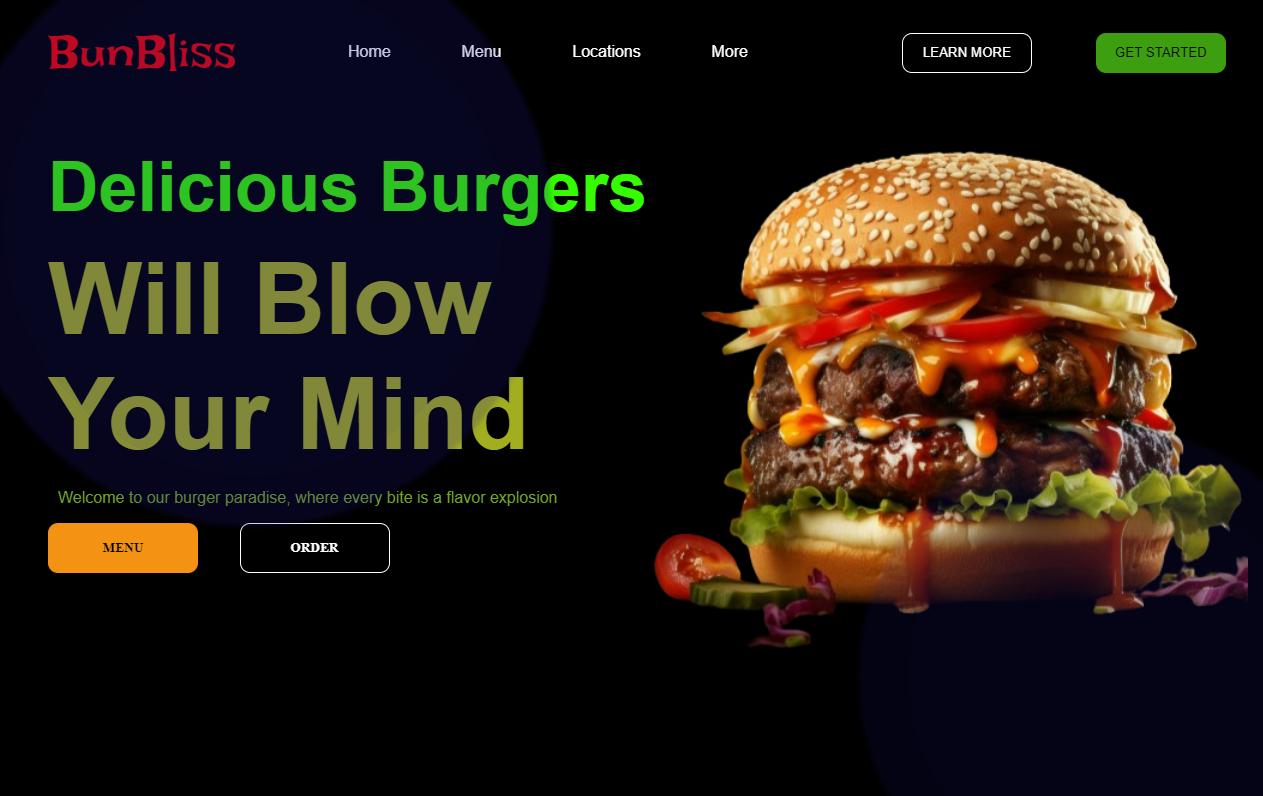 BunBliss
Home
Menu
Locations
More
LEARN MORE
GET STARTED
Delicious Burgers
Will Blow
Your Mind
Welcome to our burger paradise, where every bite is a flavor explosion
MENU
ORDER